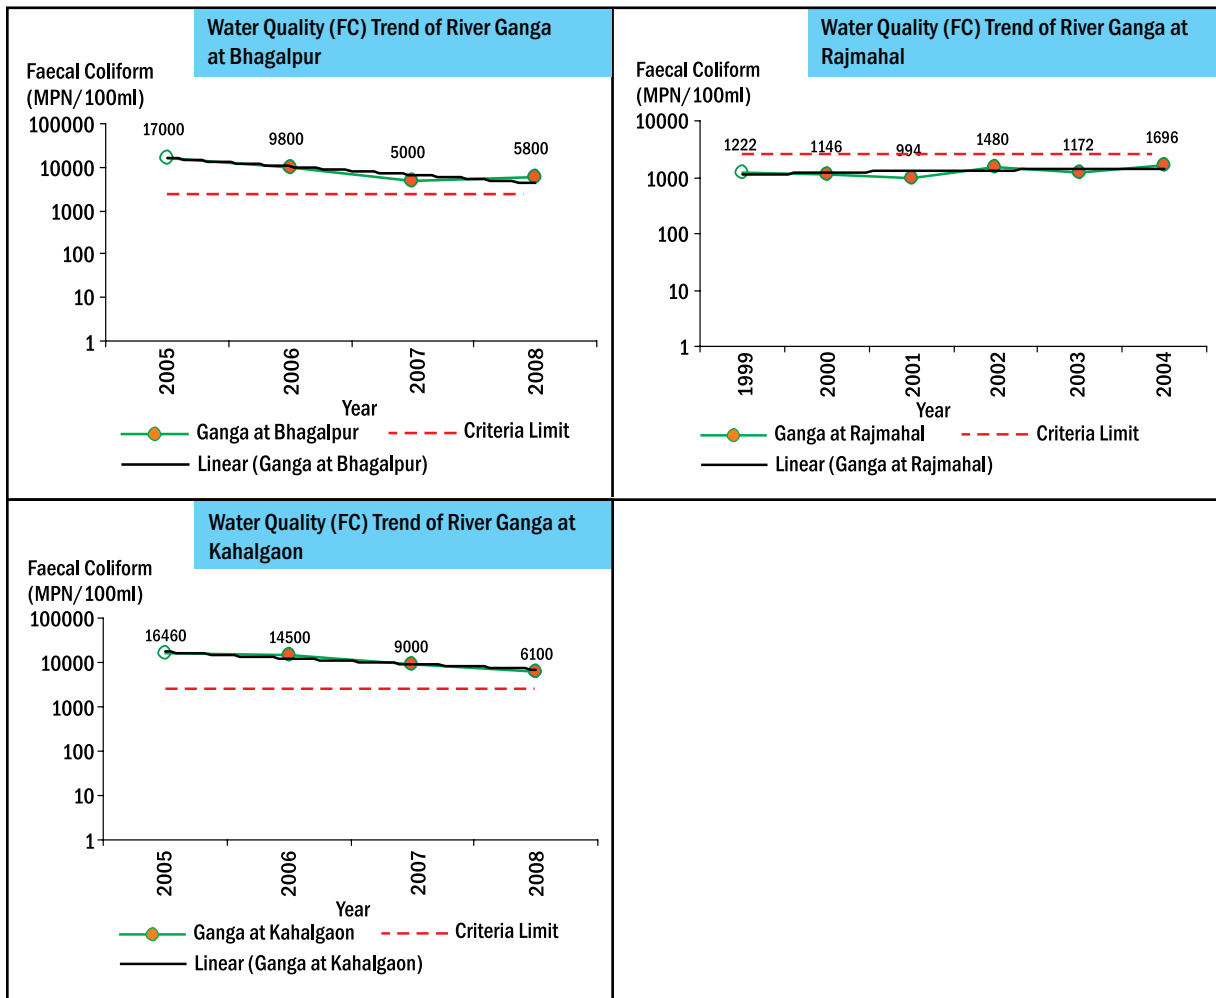 Water Quality (FC) Trend of River Ganga
at Bhagalpur
Faecal Coliform
(MPN/100ml)
100000
10000
1000
100
10
1
17000
9800
5000
5800
2005
2006
2007
2008
Year
Ganga at Bhagalpur
Criteria Limit
Linear (Ganga at Bhagalpur)
Water Quality (FC) Trend of River Ganga at
Rajmahal
Faecal Coliform
(MPN/100ml)
10000
1000
100
10
1
1222
1146
994
1480
1172
1696
1999
2000
2001
2002
2003
2004
Year
Ganga at Rajmahal
Criteria Limit
Linear (Ganga at Rajmahal)
Water Quality (FC) Trend of River Ganga at
Kahalgaon
Faecal Coliform
(MPN/100ml)
100000
10000
1000
100
10
1
16460
14500
9000
6100
2005
2006
2007
2008
Year
Ganga at Kahalgaon
Criteria Limit
Linear (Ganga at Kahalgaon)